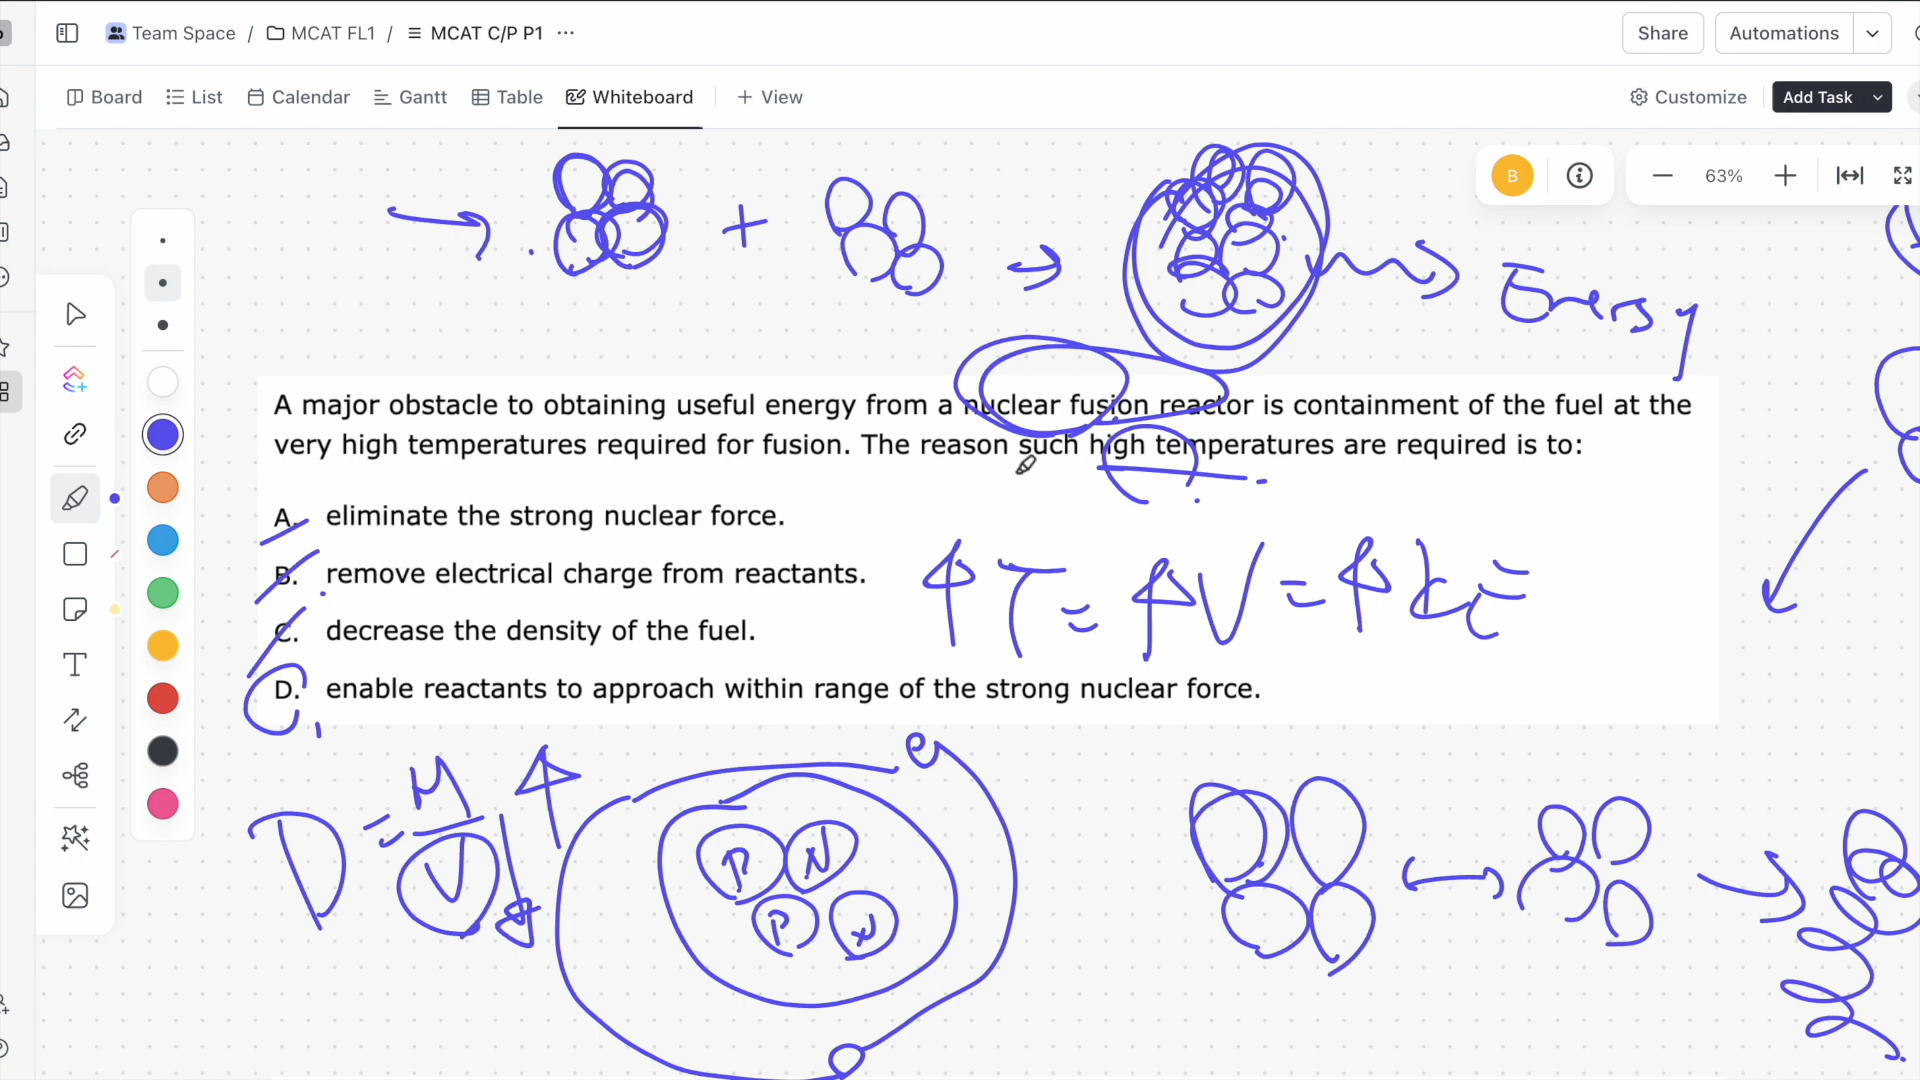 Team Space / MCAT FL1 / MCAT C/P P1 ...
Share
Automations
Board
List
Calendar
Gantt
Table
Whiteboard
+ View
Customize
Add Task
B
63%
+
Energy
A major obstacle to obtaining useful energy from a nuclear fusion reactor is containment of the fuel at the
very high temperatures required for fusion. The reason such high temperatures are required is to:
A. eliminate the strong nuclear force.
B. remove electrical charge from reactants.
C. decrease the density of the fuel.
D. enable reactants to approach within range of the strong nuclear force.
↑T = ↑V = ↑KE
D = M/V ↑ ↓
e
P N
P N